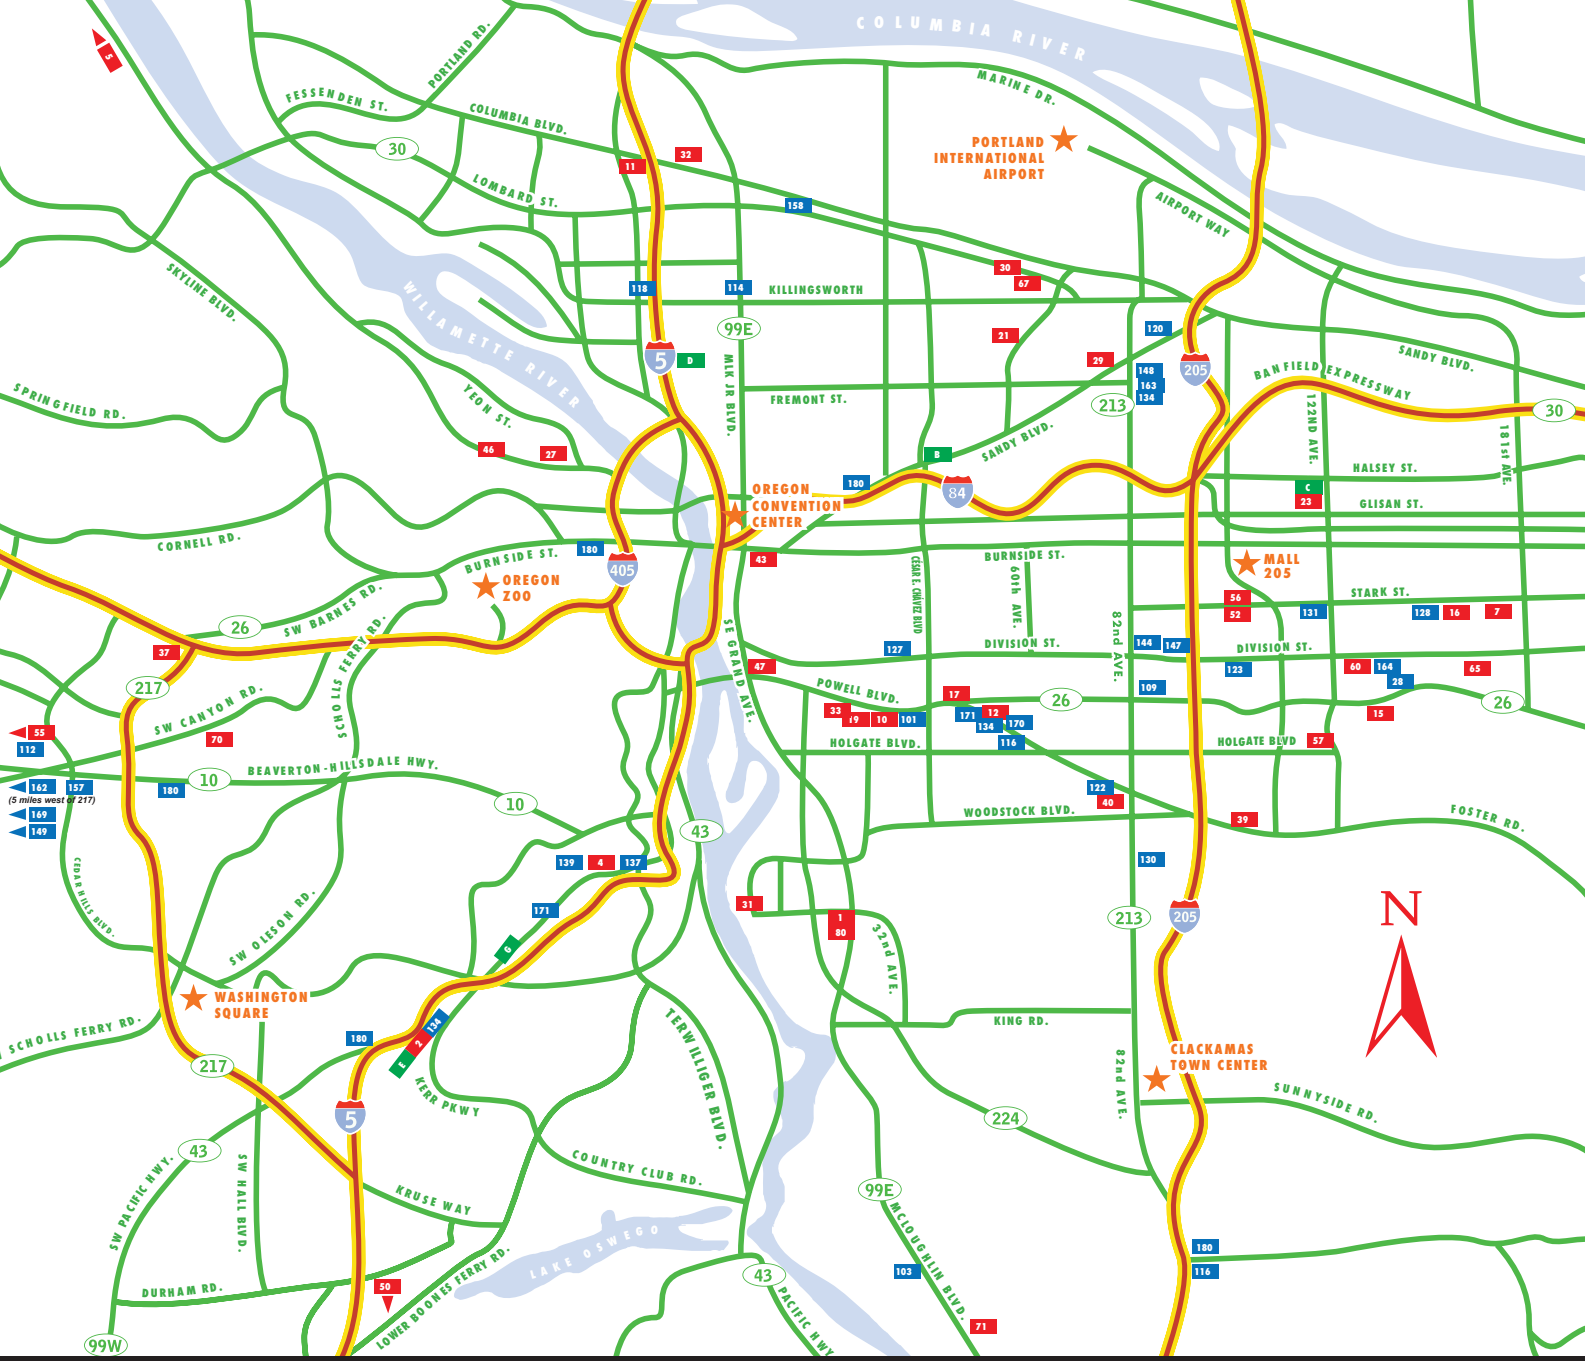 COLUMBIA RIVER
5
PORTLAND RD.
FESSENDEN ST.
COLUMBIA BLVD.
MARINE DR.
30
PORTLAND
INTERNATIONAL
AIRPORT
11
32
LOMBARD ST.
158
AIRPORT WAY
SKYLINE BLVD.
WILLAMETTE RIVER
118
114
KILLINGSWORTH
30
67
99E
120
21
5
D
MLK JR BLVD.
29
148
163
134
205
BANFIELD EXPRESSWAY
SANDY BLVD.
SPRINGFIELD RD.
YEON ST.
FREMONT ST.
213
122ND AVE.
181st AVE.
30
46
27
SANDY BLVD.
B
180
84
HALSEY ST.
C
23
GLISAN ST.
OREGON
CONVENTION
CENTER
CORNELL RD.
BURNSIDE ST.
180
405
43
BURNSIDE ST.
OREGON
ZOO
CESAR E. CHÁVEZ BLVD
60th AVE.
MALL
205
SW BARNES RD.
26
STARK ST.
56
52
131
128
16
7
37
SCHOLLS FERRY RD.
SE GRAND AVE.
82nd AVE.
127
DIVISION ST.
144
147
DIVISION ST.
123
60
164
28
65
47
217
SW CANYON RD.
POWELL BLVD.
17
26
109
26
33
19
10
101
171
12
134
170
116
15
55
112
70
HOLGATE BLVD.
HOLGATE BLVD
57
BEAVERTON-HILLSDALE HWY.
10
162
157
(5 miles west of 217)
180
10
122
40
169
149
43
WOODSTOCK BLVD.
39
FOSTER RD.
CEDAR HILLS BLVD.
139
4
137
130
171
31
1
80
213
205
N
SW OLESON RD.
G
32nd AVE.
WASHINGTON
SQUARE
SCHOLLS FERRY RD.
180
134
2
E
TERWILLIGER BLVD.
KING RD.
217
KERR PKWY
CLACKAMAS
TOWN CENTER
82nd AVE.
SUNNYSIDE RD.
5
224
43
SW PACIFIC HWY.
SW HALL BLVD.
COUNTRY CLUB RD.
KRUSE WAY
99E
MCLOUGHLIN BLVD.
LAKE OSWEGO
180
116
103
43
PACIFIC HWY
DURHAM RD.
50
LOWER BOONES FERRY RD.
71
99W